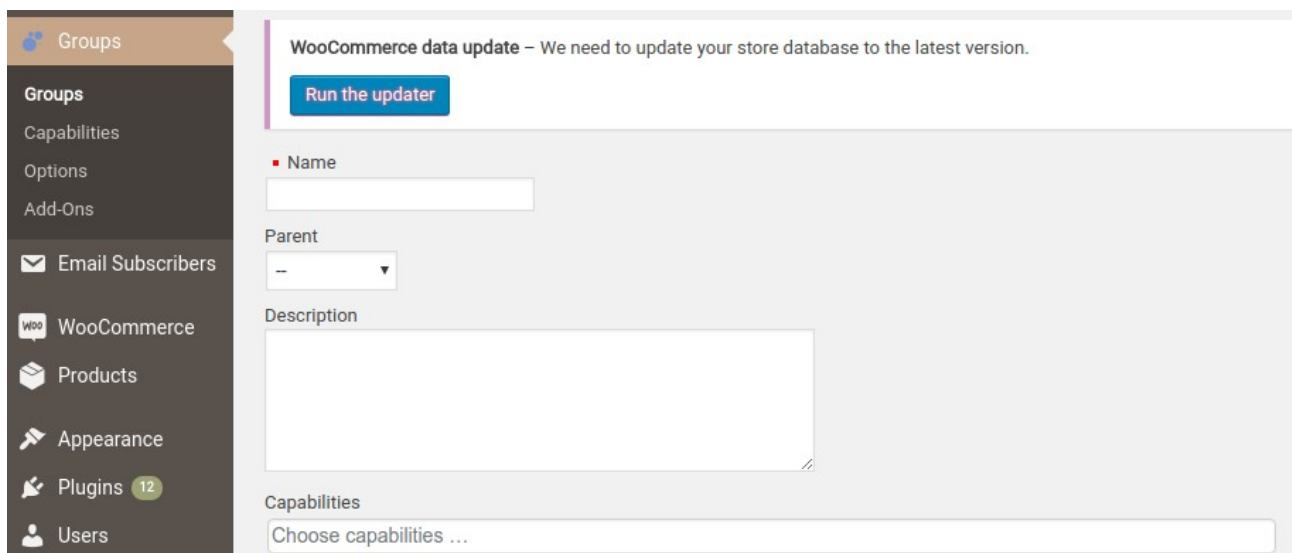 Groups
Groups
Capabilities
Options
Add-Ons
Email Subscribers
Woo WooCommerce
Products
Appearance
Plugins 12
Users
WooCommerce data update – We need to update your store database to the latest version.
Run the updater
Name
Parent
--
Description
Capabilities
Choose capabilities ...